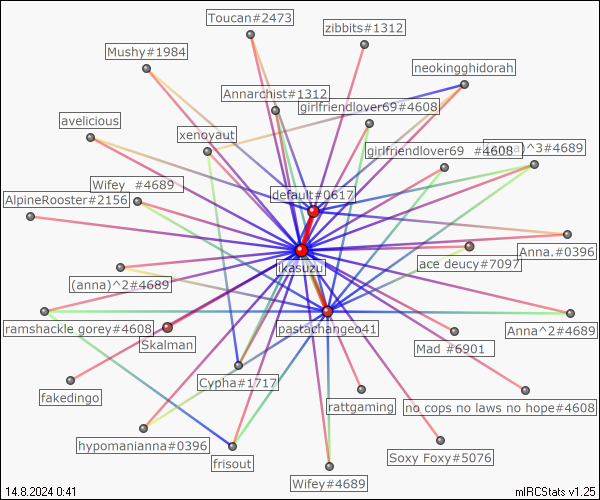 Toucan#2473
zibbits#1312
Mushy#1984
neokingghidorah
Annarchist#1312
girlfriendlover69#4608
avelicious
xenoyaut
girlfriendlover69 #4608
)^3#4689
Wifey #4689
default#0617
AlpineRooster#2156
Anna.#0396
ikasuzu
ace deucy#7097
(anna)^2#4689
ramshackle gorey#4608
pastachangeo41
Anna^2#4689
Skalman
Mad #6901
Cypha#1717
fakedingo
rattgaming
no cops no laws no hope#4608
hypomanianna#0396
frisout
Soxy Foxy#5076
Wifey#4689
14.8.2024 0:41
mIRCStats v1.25